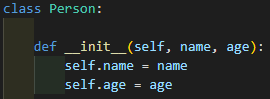 class Person:
def __init__(self, name, age):
self.name = name
self.age = age